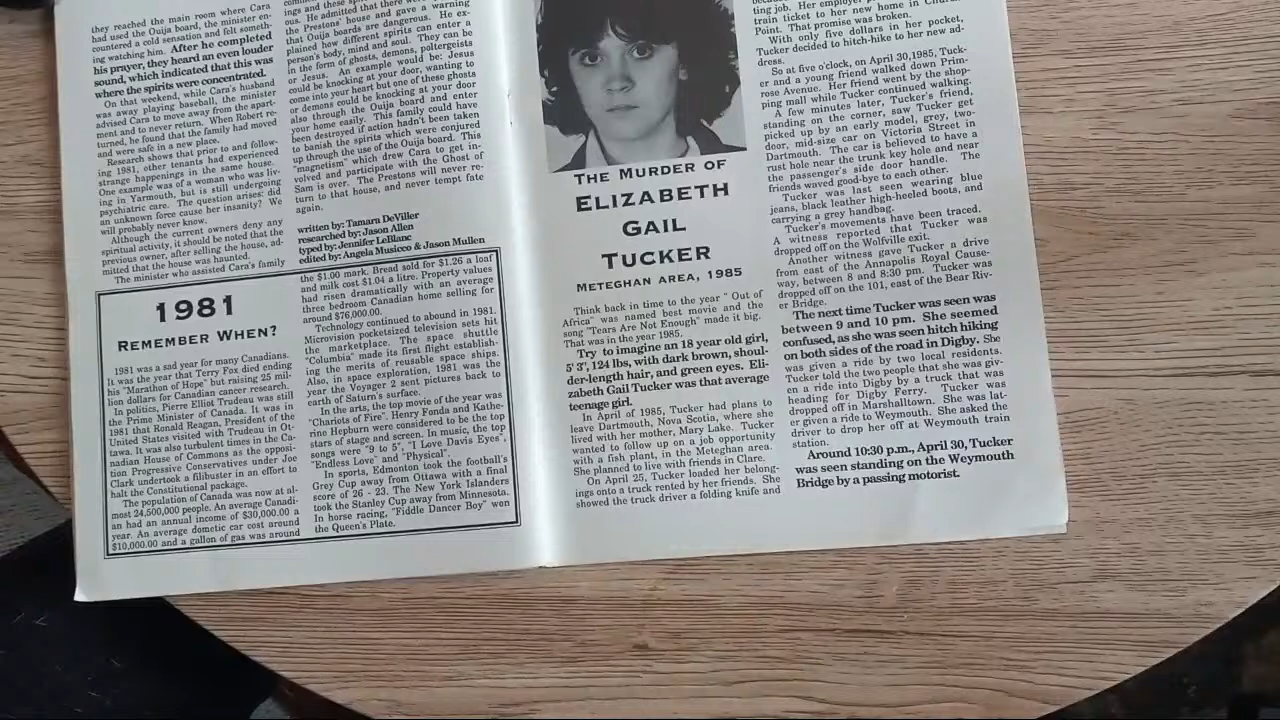 they reached the main room where Cara
had used the Ouija board, the minister en-
countered a cold sensation and felt someth-
ing watching him. After he completed
his prayer, they heard an even louder
sound, which indicated that this was
where the spirits were concentrated.
On that weekend, while Cara's husband
was away playing baseball, the minister
advised Cara to move away from the apart-
ment and to never return. When Robert re-
turned, he found that the family had moved
and were safe in a new place.
Research shows that prior to and follow-
ing 1981, other tenants had experienced
strange happenings in the same house.
One example was of a woman who was liv-
ing in Yarmouth, but is still undergoing
psychiatric care. The question arises: did
an unknown force cause her insanity? We
will probably never know.
Although the current owners deny any
spiritual activity, it should be noted that the
previous owner, after selling the house, ad-
mitted that the house was haunted.
The minister who assisted Cara's family
ings and these
ous. He admitted that there
the Prestons' house and gave a warning
that Ouija boards are dangerous. He ex-
plained how different spirits can enter a
person's body, mind and soul. They can be
in the form of ghosts, demons, poltergeists
or Jesus. An example would be: Jesus
could be knocking at your door, wanting to
come into your heart but one of these ghosts
or demons could be knocking at your door
also through the Ouija board and enter
your home easily. This family could have
been destroyed if action hadn't been taken
to banish the spirits which were conjured
up through the use of the Ouija board. This
"magnetism" which drew Cara to get in-
volved and participate with the Ghost of
Sam is over. The Prestons will never re-
turn to that house, and never tempt fate
again.
written by: Tamara DeViller
researched by: Jason Allen
typed by: Jennifer LeBlanc
edited by: Angela Musicco & Jason Mullen
1981
REMEMBER WHEN?
1981 was a sad year for many Canadians.
It was the year that Terry Fox died ending
his "Marathon of Hope" but raising 25 mil-
lion dollars for Canadian cancer research.
In politics, Pierre Elliot Trudeau was still
the Prime Minister of Canada. It was in
1981 that Ronald Reagan, President of the
United States visited with Trudeau in Ot-
tawa. It was also turbulent times in the Ca-
nadian House of Commons as the opposi-
tion Progressive Conservatives under Joe
Clark undertook a filibuster in an effort to
halt the Constitutional package.
The population of Canada was now at al-
most 24,500,000 people. An average Canadi-
an had an annual income of $30,000.00 a
year. An average dometic car cost around
$10,000.00 and a gallon of gas was around
the $1.00 mark. Bread sold for $1.26 a loaf
and milk cost $1.04 a litre. Property values
had risen dramatically with an average
three bedroom Canadian home selling for
around $76,000.00.
Technology continued to abound in 1981.
Microvision pocketsized television sets hit
the marketplace. The space shuttle
"Columbia" made its first flight establish-
ing the merits of reusable space ships.
Also, in space exploration, 1981 was the
year the Voyager 2 sent pictures back to
earth of Saturn's surface.
In the arts, the top movie of the year was
"Chariots of Fire". Henry Fonda and Kathe-
rine Hepburn were considered to be the top
stars of stage and screen. In music, the top
songs were "9 to 5", "I Love Davis Eyes",
"Endless Love" and "Physical".
In sports, Edmonton took the football's
Grey Cup away from Ottawa with a final
score of 26 - 23. The New York Islanders
took the Stanley Cup away from Minnesota.
In horse racing, "Fiddle Dancer Boy" won
the Queen's Plate.
THE MURDER OF
ELIZABETH
GAIL
TUCKER
METEGHAN AREA, 1985
Think back in time to the year " Out of
Africa" was named best movie and the
song "Tears Are Not Enough" made it big.
That was in the year 1985.
Try to imagine an 18 year old girl,
5' 3", 124 lbs, with dark brown, shoul-
der-length hair, and green eyes. Eli-
zabeth Gail Tucker was that average
teenage girl.
In April of 1985, Tucker had plans to
leave Dartmouth, Nova Scotia, where she
lived with her mother, Mary Lake. Tucker
wanted to follow up on a job opportunity
with a fish plant, in the Meteghan area.
She planned to live with friends in Clare.
On April 25, Tucker loaded her belong-
ings onto a truck rented by her friends. She
showed the truck driver a folding knife and
ting job. Her employer
train ticket to her new home in Church
Point. That promise was broken.
With only five dollars in her pocket,
Tucker decided to hitch-hike to her new ad-
dress.
So at five o'clock, on April 30,1985, Tuck-
er and a young friend walked down Prim-
rose Avenue. Her friend went by the shop-
ping mall while Tucker continued walking.
A few minutes later, Tucker's friend,
standing on the corner, saw Tucker get
picked up by an early model, grey, two-
door, mid-size car on Victoria Street in
Dartmouth. The car is believed to have a
rust hole near the trunk key hole and near
the passenger's side door handle. The
friends waved good-bye to each other.
Tucker was last seen wearing blue
jeans, black leather high-heeled boots, and
carrying a grey handbag.
Tucker's movements have been traced.
A witness reported that Tucker was
dropped off on the Wolfville exit.
Another witness gave Tucker a drive
from east of the Annapolis Royal Cause-
way, between 8 and 8:30 pm. Tucker was
dropped off on the 101, east of the Bear Riv-
er Bridge.
The next time Tucker was seen was
between 9 and 10 pm. She seemed
confused, as she was seen hitch hiking
on both sides of the road in Digby. She
was given a ride by two local residents.
Tucker told the two people that she was giv-
en a ride into Digby by a truck that was
heading for Digby Ferry. Tucker was
dropped off in Marshalltown. She was lat-
er given a ride to Weymouth. She asked the
driver to drop her off at Weymouth train
station.
Around 10:30 p.m., April 30, Tucker
was seen standing on the Weymouth
Bridge by a passing motorist.